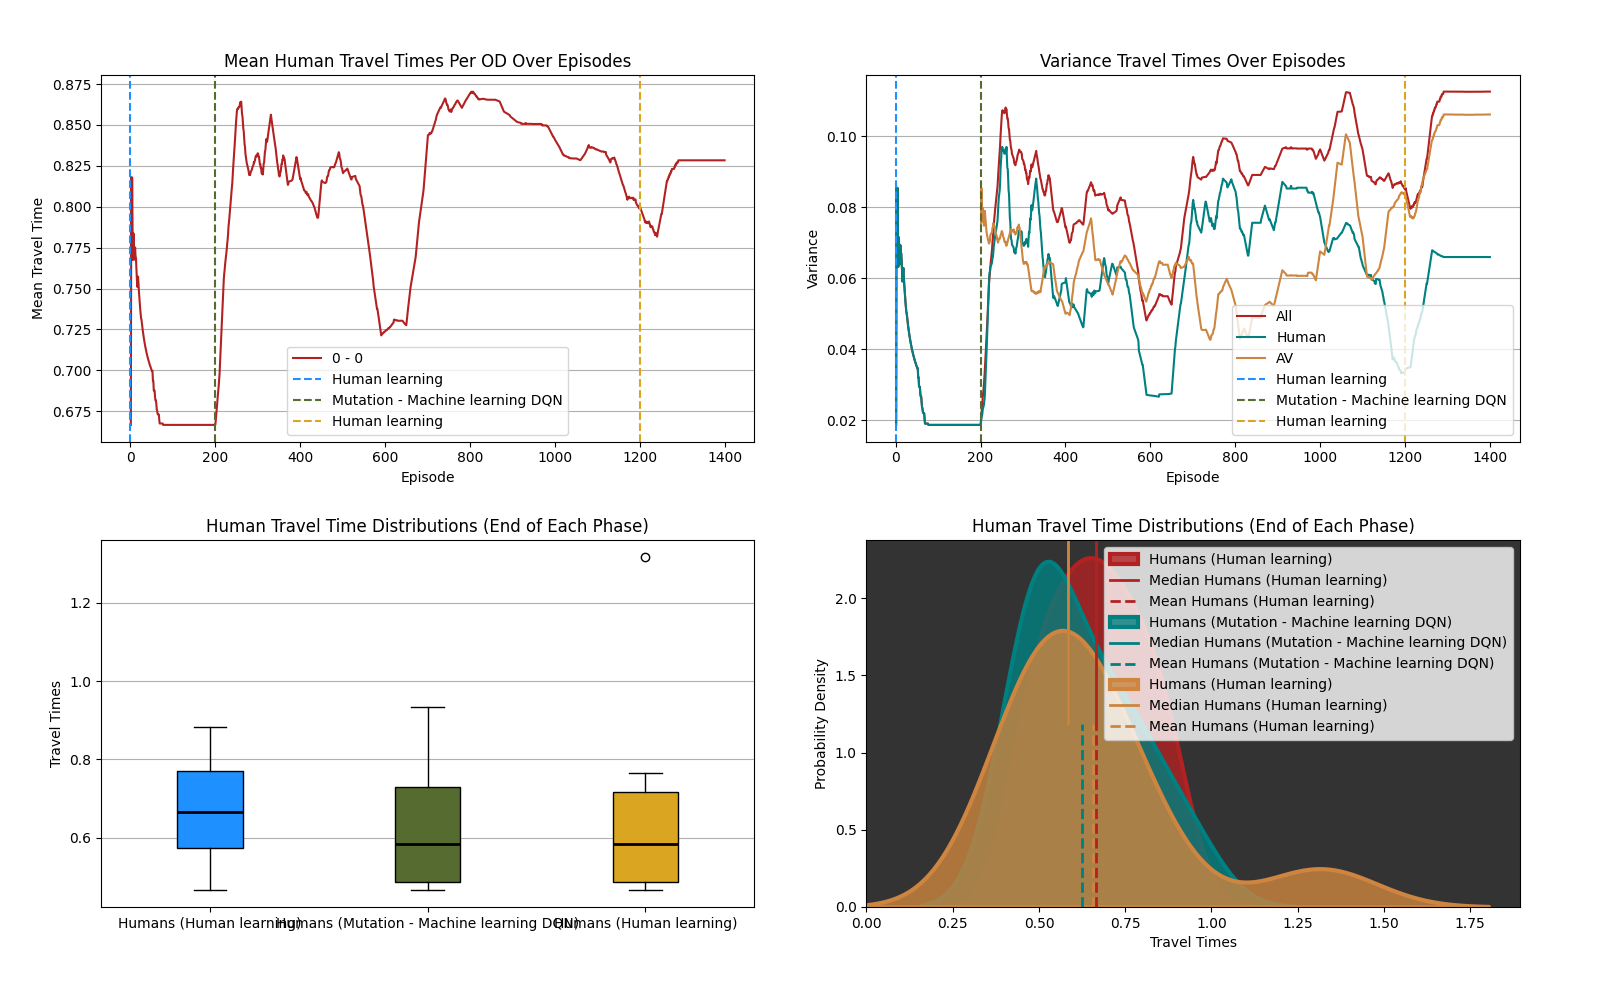 Mean Human Travel Times Per OD Over Episodes
0.875
0.850
0.825
0.800
0.775
0.750
0.725
0.700
0.675
Mean Travel Time
0 - 0
Human learning
Mutation - Machine learning DQN
Human learning
0 200 400 600 800 1000 1200 1400
Episode
Variance Travel Times Over Episodes
0.10
0.08
0.06
0.04
0.02
Variance
All
Human
AV
Human learning
Mutation - Machine learning DQN
Human learning
0 200 400 600 800 1000 1200 1400
Episode
Human Travel Time Distributions (End of Each Phase)
1.2
1.0
0.8
0.6
Travel Times
Humans (Human learning)
Humans (Mutation - Machine learning DQN)
Humans (Human learning)
Human Travel Time Distributions (End of Each Phase)
2.0
1.5
1.0
0.5
0.0
Probability Density
Humans (Human learning)
Median Humans (Human learning)
Mean Humans (Human learning)
Humans (Mutation - Machine learning DQN)
Median Humans (Mutation - Machine learning DQN)
Mean Humans (Mutation - Machine learning DQN)
Humans (Human learning)
Median Humans (Human learning)
Mean Humans (Human learning)
0.00 0.25 0.50 0.75 1.00 1.25 1.50 1.75
Travel Times